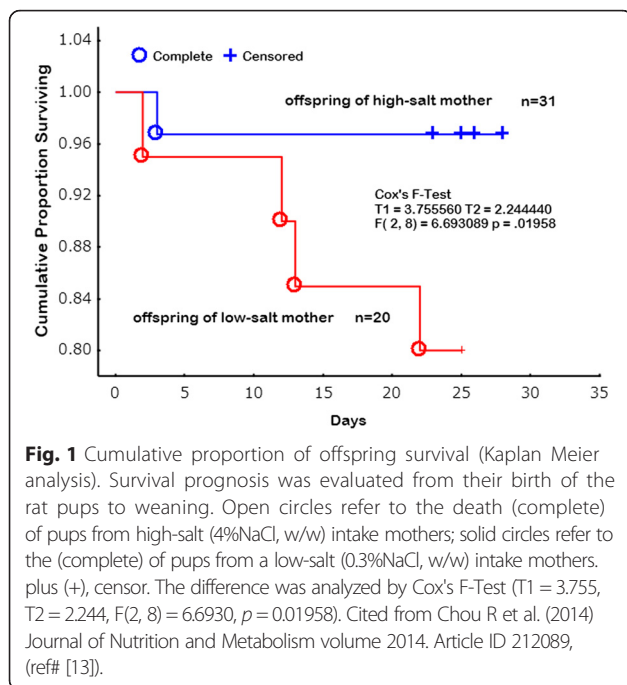 1.04
Complete + Censored
offspring of high-salt mother n=31
1.00
0.96
Cox's F-Test
T1 = 3.755560 T2 = 2.244440
F( 2, 8) = 6.693089 p = .01958
0.92
0.88
0.84
offspring of low-salt mother n=20
0.80
Cumulative Proportion Surviving
0 5 10 15 20 25 30 35
Days
Fig. 1 Cumulative proportion of offspring survival (Kaplan Meier
analysis). Survival prognosis was evaluated from their birth of the
rat pups to weaning. Open circles refer to the death (complete)
of pups from high-salt (4%NaCl, w/w) intake mothers; solid circles refer to
the (complete) of pups from a low-salt (0.3%NaCl, w/w) intake mothers.
plus (+), censor. The difference was analyzed by Cox's F-Test (T1 = 3.755,
T2 = 2.244, F(2, 8) = 6.6930, p = 0.01958). Cited from Chou R et al. (2014)
Journal of Nutrition and Metabolism volume 2014. Article ID 212089,
(ref# [13]).